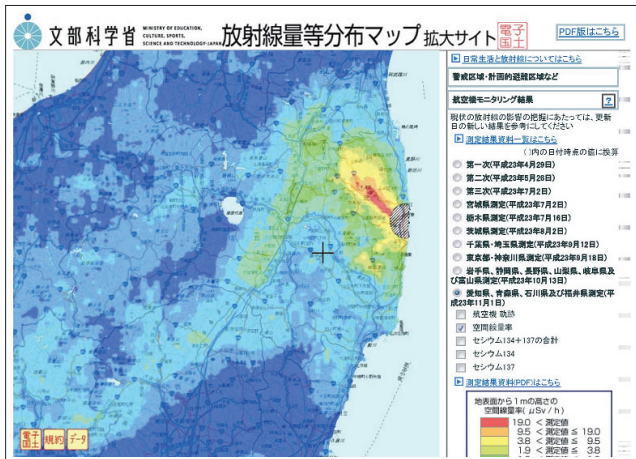 文部科学省
MINISTRY OF EDUCATION,
CULTURE, SPORTS,
SCIENCE AND TECHNOLOGY-JAPAN
放射線量等分布マップ 拡大サイト
電子
国土
PDF版はこちら
日常生活と放射線についてはこちら
警戒区域・計画的避難区域など
航空機モニタリング結果
?
現状の放射線の影響の把握にあたっては、更新
日の新しい結果を参考にしてください
測定結果資料一覧はこちら
( )内の日付時点の値に換算
第一次(平成23年4月29日)
第二次(平成23年5月26日)
第三次(平成23年7月2日)
宮城県測定(平成23年7月2日)
栃木県測定(平成23年7月16日)
茨城県測定(平成23年8月2日)
千葉県・埼玉県測定(平成23年9月12日)
東京都・神奈川県測定(平成23年9月18日)
岩手県、静岡県、長野県、山梨県、岐阜県及
び富山県測定(平成23年10月13日)
愛知県、青森県、石川県及び福井県測定(平
成23年11月1日)
航空機 軌跡
空間線量率
セシウム134+137の合計
セシウム134
セシウム137
測定結果資料(PDF)はこちら
地表面から1mの高さの
空間線量率( μSv / h )
19.0 < 測定値
9.5 < 測定値 ≦ 19.0
3.8 < 測定値 ≦ 9.5
1.9 < 測定値 ≦ 3.8
電子
国土
規約
データ